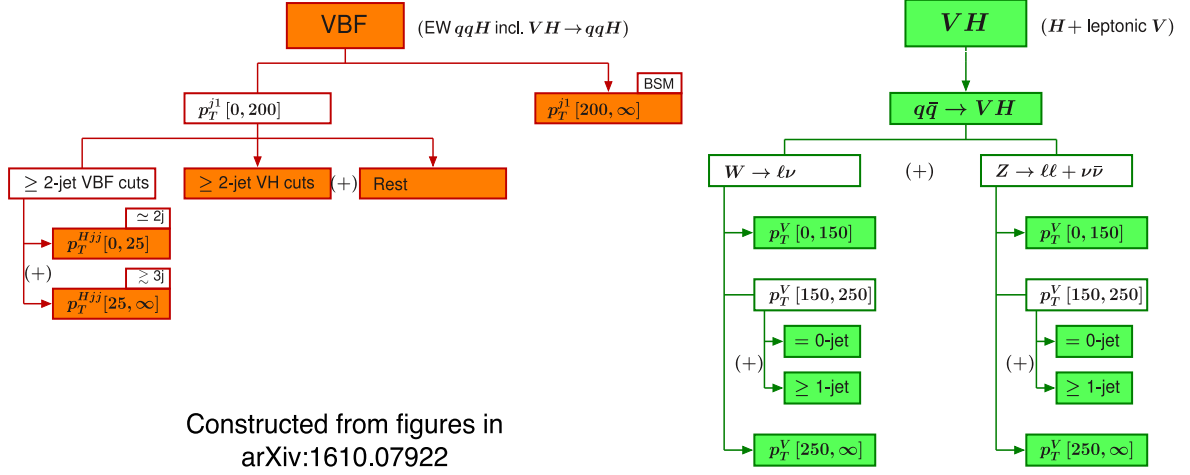 VBF
(EW qqH incl. VH → qqH)
p_T^{j1} [0, 200]
BSM
p_T^{j1} [200, ∞]
≥ 2-jet VBF cuts
≥ 2-jet VH cuts
(+)
Rest
≃ 2j
p_T^{Hjj} [0, 25]
(+)
≳ 3j
p_T^{Hjj} [25, ∞]
Constructed from figures in
arXiv:1610.07922
VH
(H + leptonic V)
qq̄ → VH
W → ℓν
(+)
Z → ℓℓ + νν̄
p_T^V [0, 150]
p_T^V [150, 250]
= 0-jet
(+)
≥ 1-jet
p_T^V [250, ∞]
p_T^V [0, 150]
p_T^V [150, 250]
= 0-jet
(+)
≥ 1-jet
p_T^V [250, ∞]